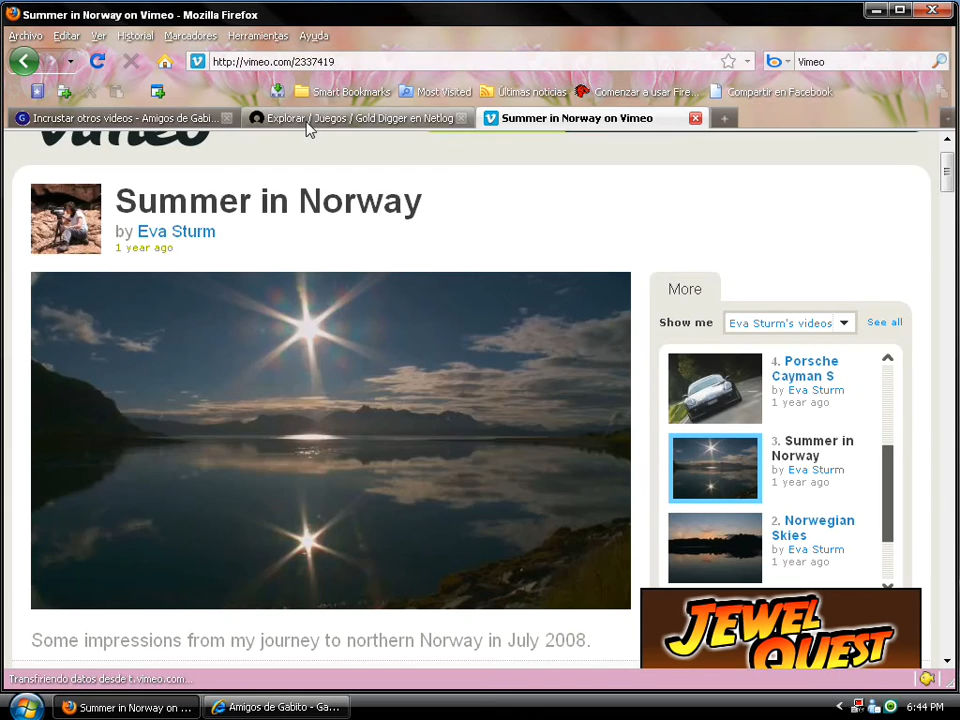 Summer in Norway on Vimeo - Mozilla Firefox
Archivo Editar Ver Historial Marcadores Herramientas Ayuda
http://vimeo.com/2337419
Vimeo
Smart Bookmarks Most Visited Últimas noticias Comenzar a usar Fire... Compartir en Facebook
Incrustar otros videos - Amigos de Gabi... Explorar / Juegos / Gold Digger en Netlog Summer in Norway on Vimeo
vimeo
Summer in Norway
by Eva Sturm
1 year ago
More
Show me Eva Sturm's videos See all
4. Porsche
Cayman S
by Eva Sturm
1 year ago
3. Summer in
Norway
by Eva Sturm
1 year ago
2. Norwegian
Skies
by Eva Sturm
1 year ago
JEWEL
QUEST
Some impressions from my journey to northern Norway in July 2008.
Transfiriendo datos desde t.vimeo.com...
Summer in Norway on ... Amigos de Gabito - Ga... 6:44 PM